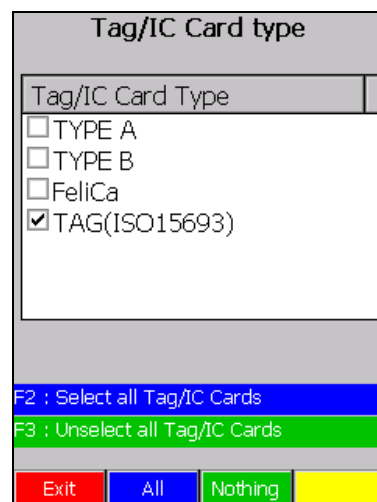 Tag/IC Card type
Tag/IC Card Type
TYPE A
TYPE B
FeliCa
TAG(ISO15693)
F2 : Select all Tag/IC Cards
F3 : Unselect all Tag/IC Cards
Exit All Nothing